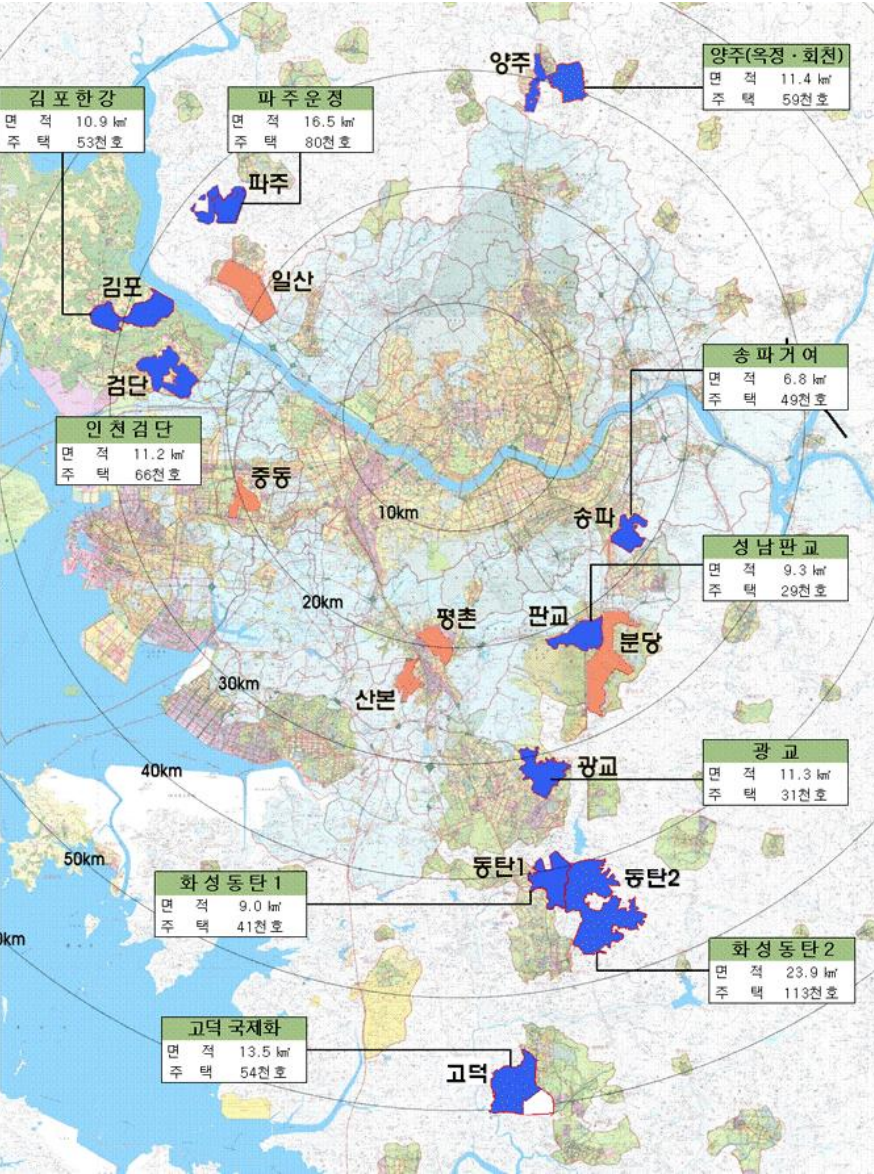 양주
양주(옥정·회천)
면 적 11.4 ㎢
주 택 59천호
김포한강
면 적 10.9 ㎢
주 택 53천호
파주운정
면 적 16.5 ㎢
주 택 80천호
파주
일산
김포
검단
인천검단
면 적 11.2 ㎢
주 택 66천호
송파거여
면 적 6.8 ㎢
주 택 49천호
중동
10km
송파
성남판교
면 적 9.3 ㎢
주 택 29천호
20km
평촌
판교
분당
30km
산본
40km
광교
광교
면 적 11.3 ㎢
주 택 31천호
50km
동탄1
동탄2
화성동탄1
면 적 9.0 ㎢
주 택 41천호
0km
화성동탄2
면 적 23.9 ㎢
주 택 113천호
고덕 국제화
면 적 13.5 ㎢
주 택 54천호
고덕